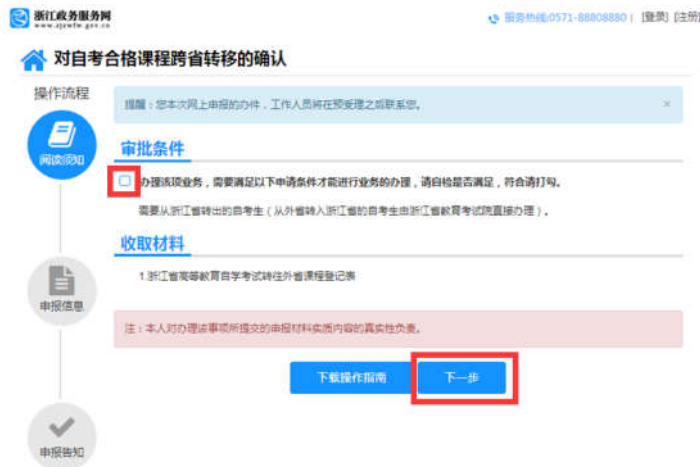 浙江政务服务网
www.zjzwfw.gov.cn
服务热线0571-88808880 | [登录] [注册]
对自考合格课程跨省转移的确认
操作流程
提醒：您本次网上申报的办件，工作人员将在预受理之后联系您。 ×
阅读须知
审批条件
办理该项业务，需要满足以下申请条件才能进行业务的办理，请自检是否满足，符合请打勾。
需要从浙江省转出的自考生（从外省转入浙江省的自考生由浙江省教育考试院直接办理）。
收取材料
1.浙江省高等教育自学考试转往外省课程登记表
申报信息
注：本人对办理该事项所提交的申报材料实质内容的真实性负责。
下载操作指南 下一步
申报告知